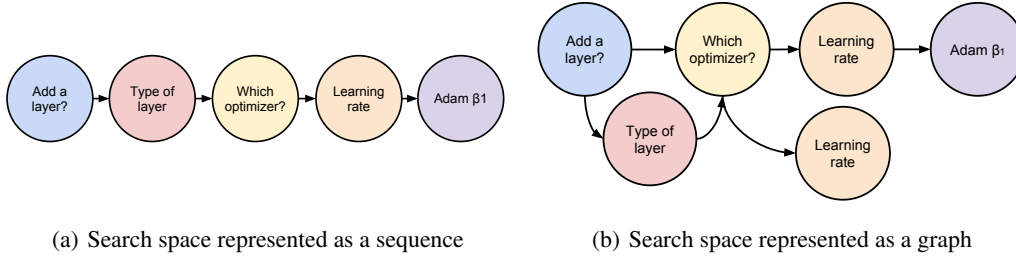 Add a
layer?
Type of
layer
Which
optimizer?
Learning
rate
Adam β1
(a) Search space represented as a sequence
Add a
layer?
Which
optimizer?
Learning
rate
Adam β₁
Type of
layer
Learning
rate
(b) Search space represented as a graph